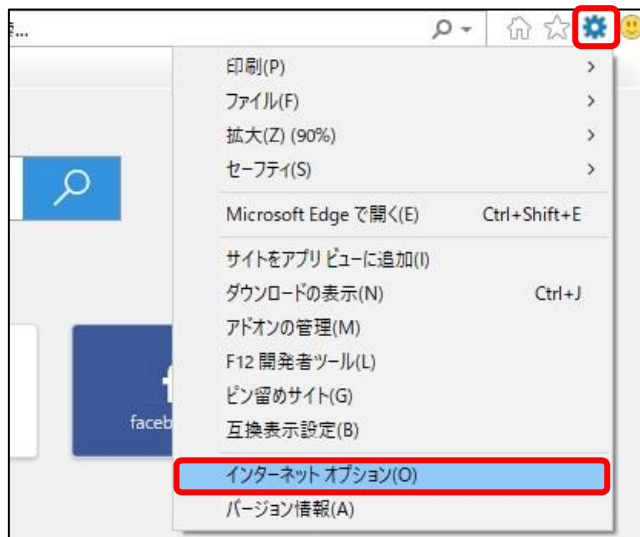 ...
印刷(P)
ファイル(F)
拡大(Z) (90%)
セーフティ(S)
Microsoft Edge で開く(E) Ctrl+Shift+E
サイトをアプリ ビューに追加(I)
ダウンロードの表示(N) Ctrl+J
アドオンの管理(M)
F12 開発者ツール(L)
ピン留めサイト(G)
互換表示設定(B)
faceb
インターネット オプション(O)
バージョン情報(A)